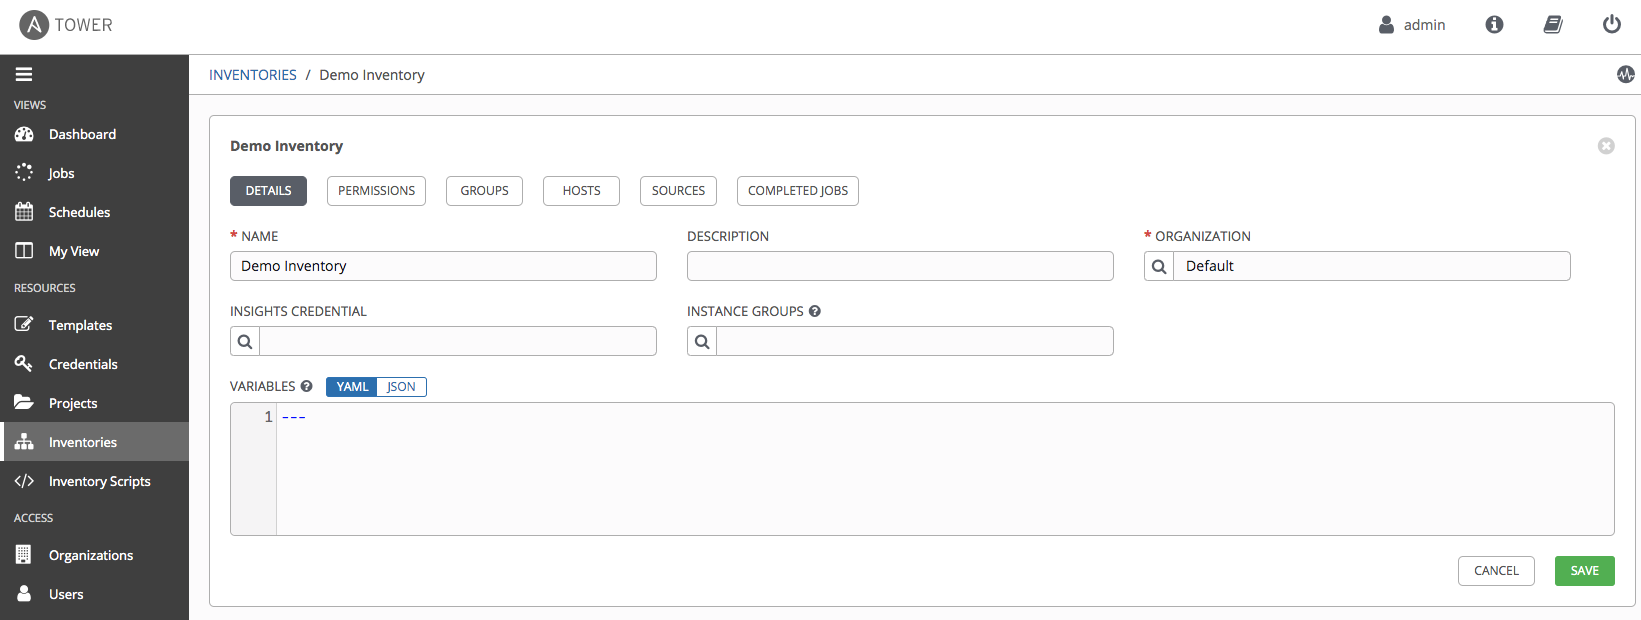 TOWER
admin
VIEWS
Dashboard
Jobs
Schedules
My View
RESOURCES
Templates
Credentials
Projects
Inventories
Inventory Scripts
ACCESS
Organizations
Users
INVENTORIES / Demo Inventory
Demo Inventory
DETAILS PERMISSIONS GROUPS HOSTS SOURCES COMPLETED JOBS
* NAME
Demo Inventory
DESCRIPTION
* ORGANIZATION
Default
INSIGHTS CREDENTIAL
INSTANCE GROUPS ?
VARIABLES ? YAML JSON
1 ---
CANCEL SAVE